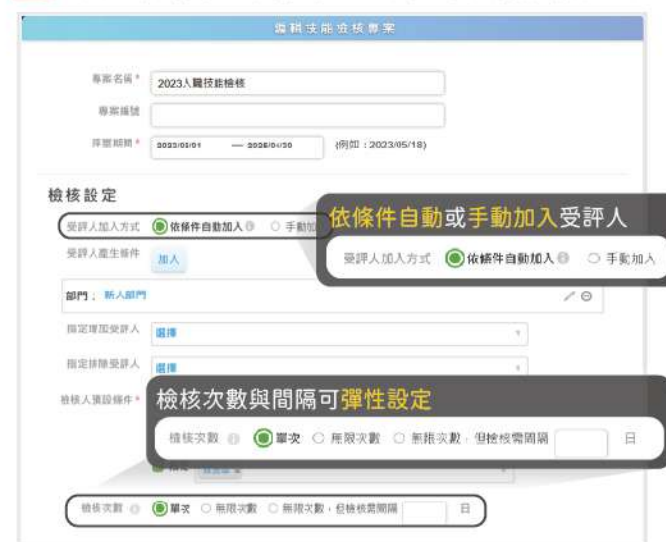 編輯技能檢核專案
專案名稱 *
2023入職技能檢核
專案編號
評鑑期間 *
2023/05/01 — 2025/04/30 (例如：2023/05/18)
檢核設定
受評人加入方式 依條件自動加入 手動加
依條件自動或手動加入受評人
受評人加入方式 依條件自動加入 手動加入
受評人產生條件 加入
部門： 新人部門
指定增加受評人 選擇
指定排除受評人 選擇
檢核人預設條件 *
檢核次數與間隔可彈性設定
檢核次數 單次 無限次數 無限次數，但檢核需間隔 日
檢核次數 單次 無限次數 無限次數，但檢核需間隔 日